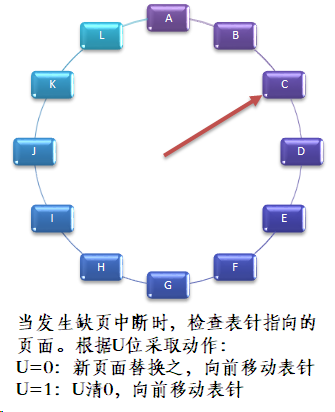 A
B
C
D
E
F
G
H
I
J
K
L
当发生缺页中断时，检查表针指向的
页面。根据U位采取动作：
U=0：新页面替换之，向前移动表针
U=1：U清0，向前移动表针